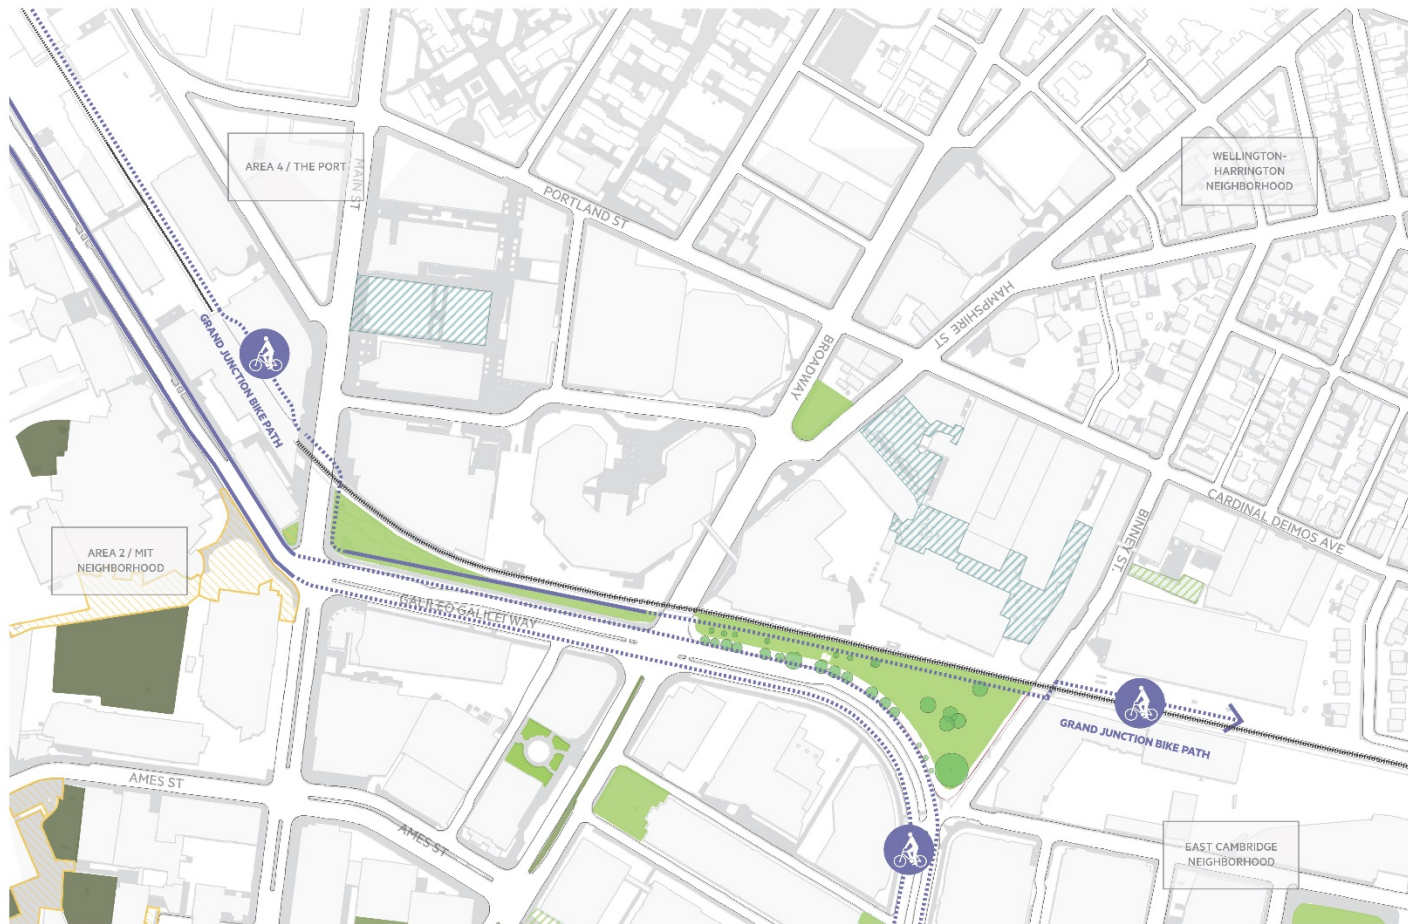 AREA 4 / THE PORT
MAIN ST
WELLINGTON-
HARRINGTON
NEIGHBORHOOD
PORTLAND ST
HAMPSHIRE ST
BROADWAY
GRAND JUNCTION BIKE PATH
CARDINAL DEIMOS AVE
BINNEY ST.
AREA 2 / MIT
NEIGHBORHOOD
GALILEO GALILEI WAY
GRAND JUNCTION BIKE PATH
AMES ST
AMES ST
EAST CAMBRIDGE
NEIGHBORHOOD